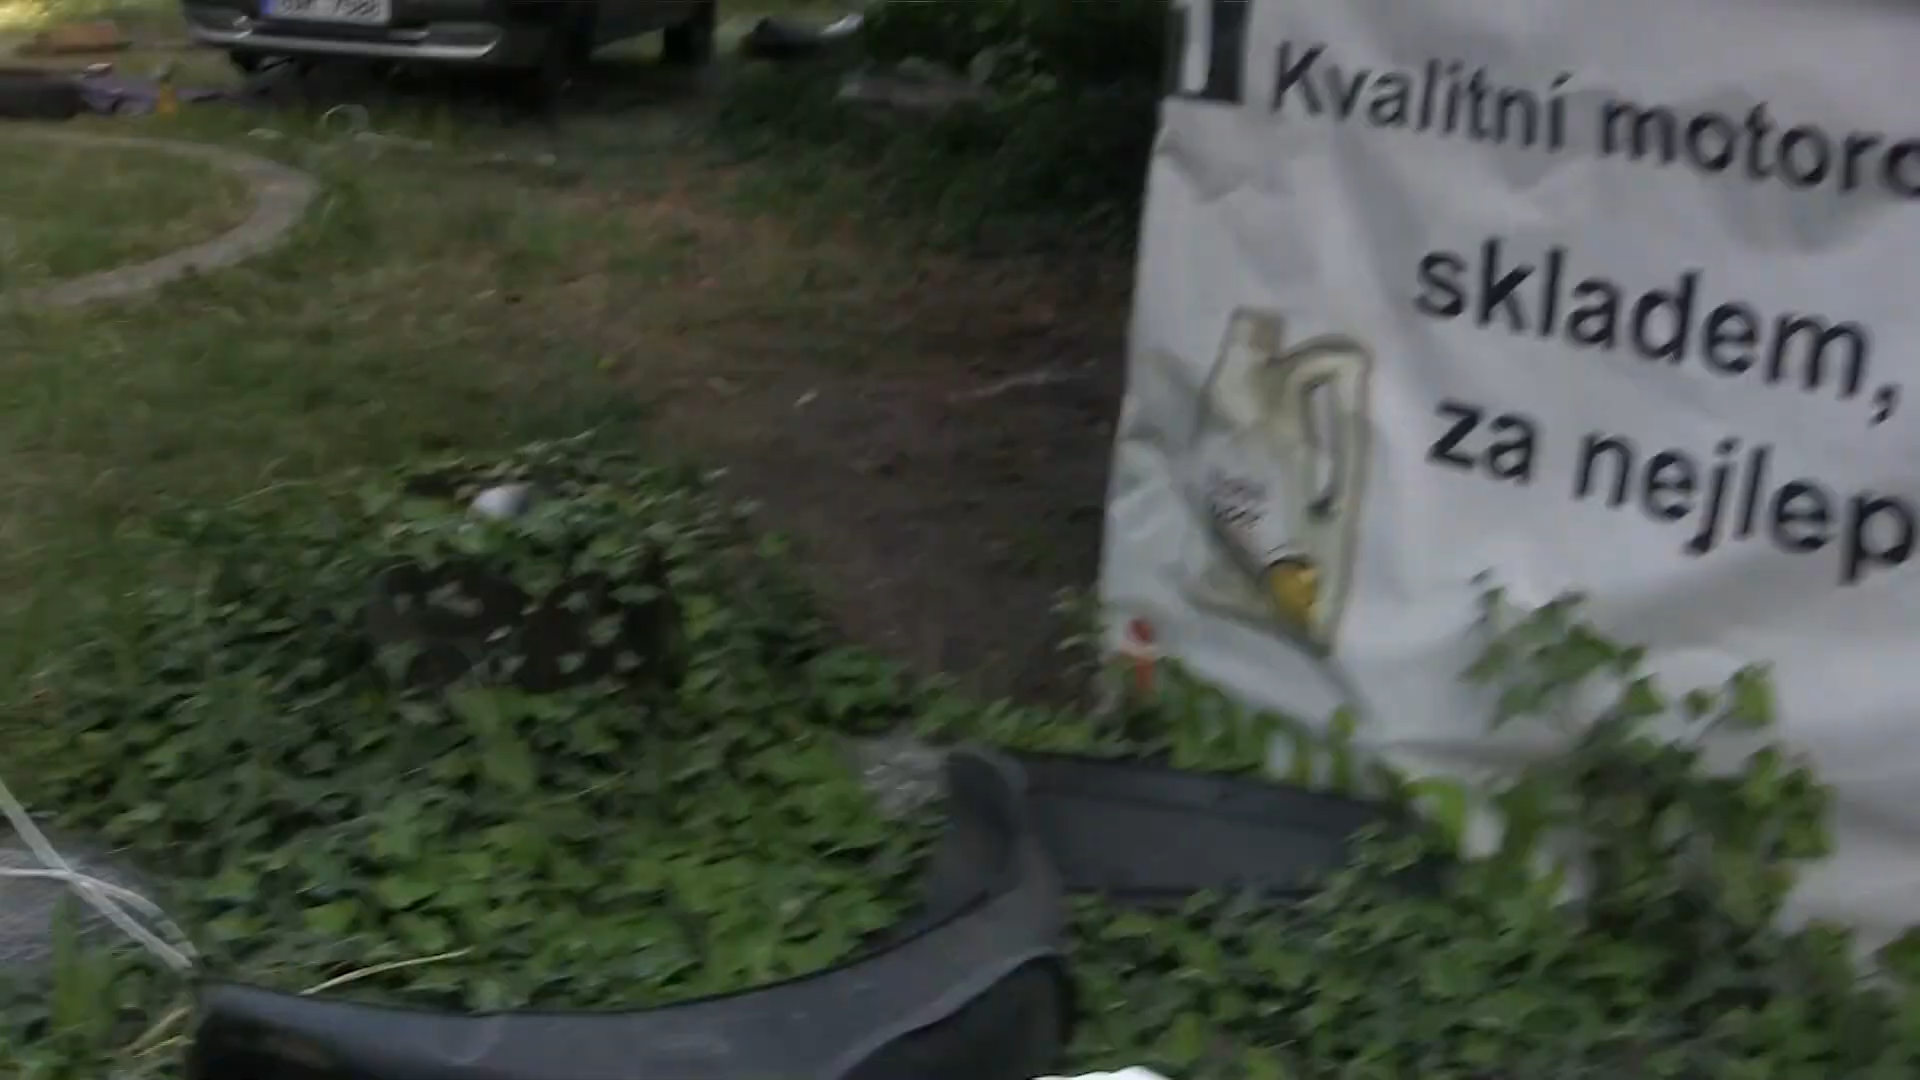 Kvalitní motoro
skladem,
za nejlep